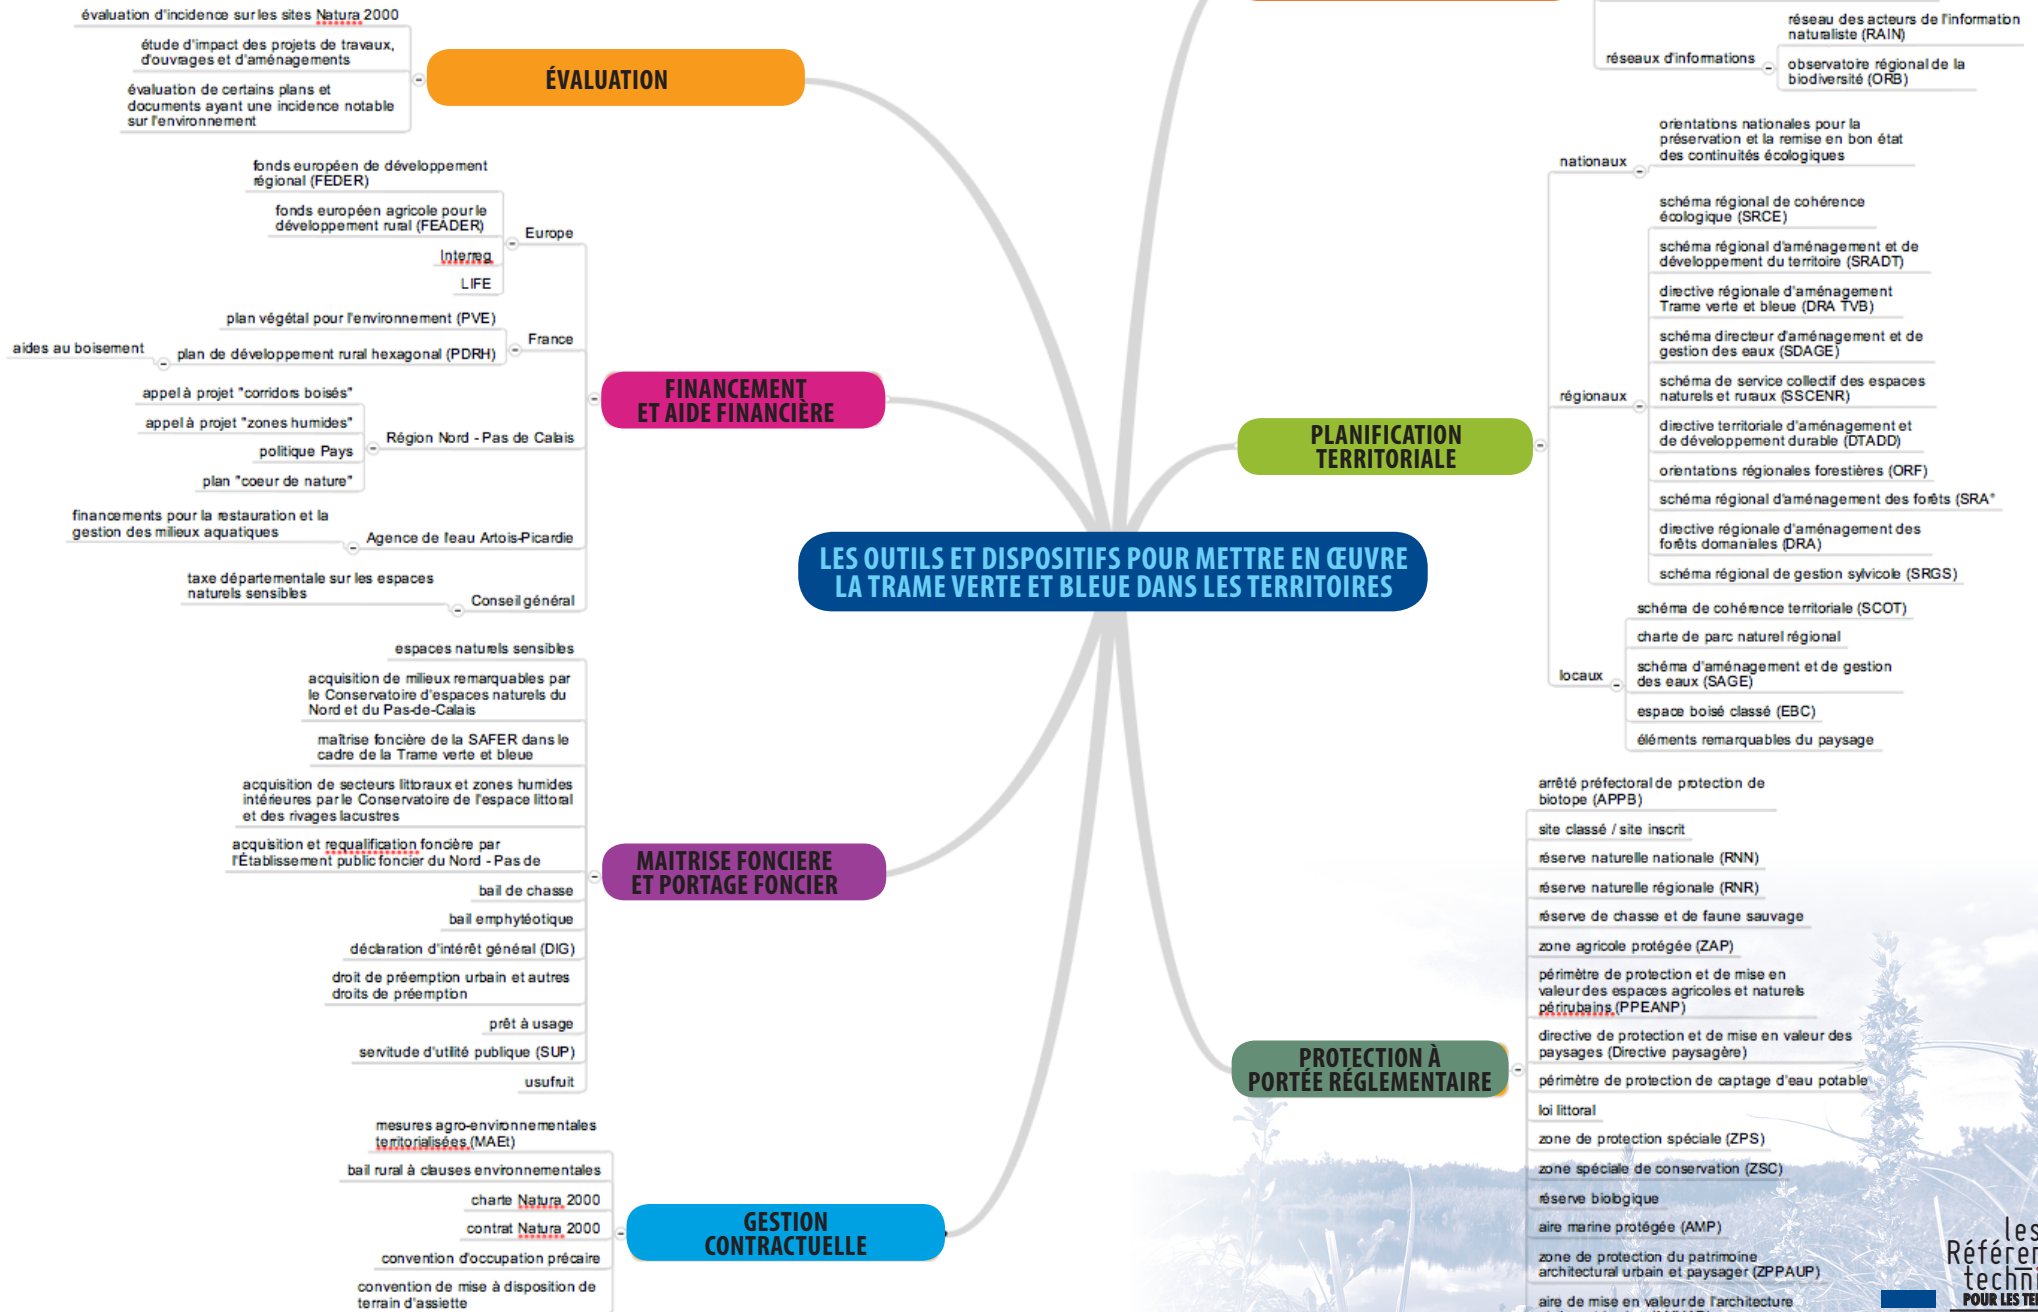 évaluation d'incidence sur les sites Natura 2000
étude d'impact des projets de travaux,
d'ouvrages et d'aménagements
évaluation de certains plans et
documents ayant une incidence notable
sur l'environnement
ÉVALUATION
fonds européen de développement
régional (FEDER)
fonds européen agricole pour le
développement rural (FEADER)
Interreg
LIFE
Europe
plan végétal pour l'environnement (PVE)
aides au boisement
plan de développement rural hexagonal (PDRH)
France
appel à projet "corridors boisés"
appel à projet "zones humides"
politique Pays
plan "coeur de nature"
Région Nord - Pas de Calais
financements pour la restauration et la
gestion des milieux aquatiques
Agence de l'eau Artois-Picardie
taxe départementale sur les espaces
naturels sensibles
Conseil général
FINANCEMENT
ET AIDE FINANCIÈRE
espaces naturels sensibles
acquisition de milieux remarquables par
le Conservatoire d'espaces naturels du
Nord et du Pas-de-Calais
maîtrise foncière de la SAFER dans le
cadre de la Trame verte et bleue
acquisition de secteurs littoraux et zones humides
intérieures par le Conservatoire de l'espace littoral
et des rivages lacustres
acquisition et requalification foncière par
l'Établissement public foncier du Nord - Pas de
bail de chasse
bail emphytéotique
déclaration d'intérêt général (DIG)
droit de préemption urbain et autres
droits de préemption
prêt à usage
servitude d'utilité publique (SUP)
usufruit
MAITRISE FONCIERE
ET PORTAGE FONCIER
mesures agro-environnementales
territorialisées (MAEt)
bail rural à clauses environnementales
charte Natura 2000
contrat Natura 2000
convention d'occupation précaire
convention de mise à disposition de
terrain d'assiette
GESTION
CONTRACTUELLE
LES OUTILS ET DISPOSITIFS POUR METTRE EN ŒUVRE
LA TRAME VERTE ET BLEUE DANS LES TERRITOIRES
réseaux d'informations
réseau des acteurs de l'information
naturaliste (RAIN)
observatoire régional de la
biodiversité (ORB)
PLANIFICATION
TERRITORIALE
nationaux
orientations nationales pour la
préservation et la remise en bon état
des continuités écologiques
régionaux
schéma régional de cohérence
écologique (SRCE)
schéma régional d'aménagement et de
développement du territoire (SRADT)
directive régionale d'aménagement
Trame verte et bleue (DRA TVB)
schéma directeur d'aménagement et de
gestion des eaux (SDAGE)
schéma de service collectif des espaces
naturels et ruraux (SSCENR)
directive territoriale d'aménagement et
de développement durable (DTADD)
orientations régionales forestières (ORF)
schéma régional d'aménagement des forêts (SRA"
directive régionale d'aménagement des
forêts domaniales (DRA)
schéma régional de gestion sylvicole (SRGS)
locaux
schéma de cohérence territoriale (SCOT)
charte de parc naturel régional
schéma d'aménagement et de gestion
des eaux (SAGE)
espace boisé classé (EBC)
éléments remarquables du paysage
PROTECTION À
PORTÉE RÉGLEMENTAIRE
arrêté préfectoral de protection de
biotope (APPB)
site classé / site inscrit
réserve naturelle nationale (RNN)
réserve naturelle régionale (RNR)
réserve de chasse et de faune sauvage
zone agricole protégée (ZAP)
périmètre de protection et de mise en
valeur des espaces agricoles et naturels
périrubains (PPEANP)
directive de protection et de mise en valeur des
paysages (Directive paysagère)
périmètre de protection de captage d'eau potable
loi littoral
zone de protection spéciale (ZPS)
zone spéciale de conservation (ZSC)
réserve biologique
aire marine protégée (AMP)
zone de protection du patrimoine
architectural urbain et paysager (ZPPAUP)
aire de mise en valeur de l'architecture
les
Référen
techni
POUR LES TE